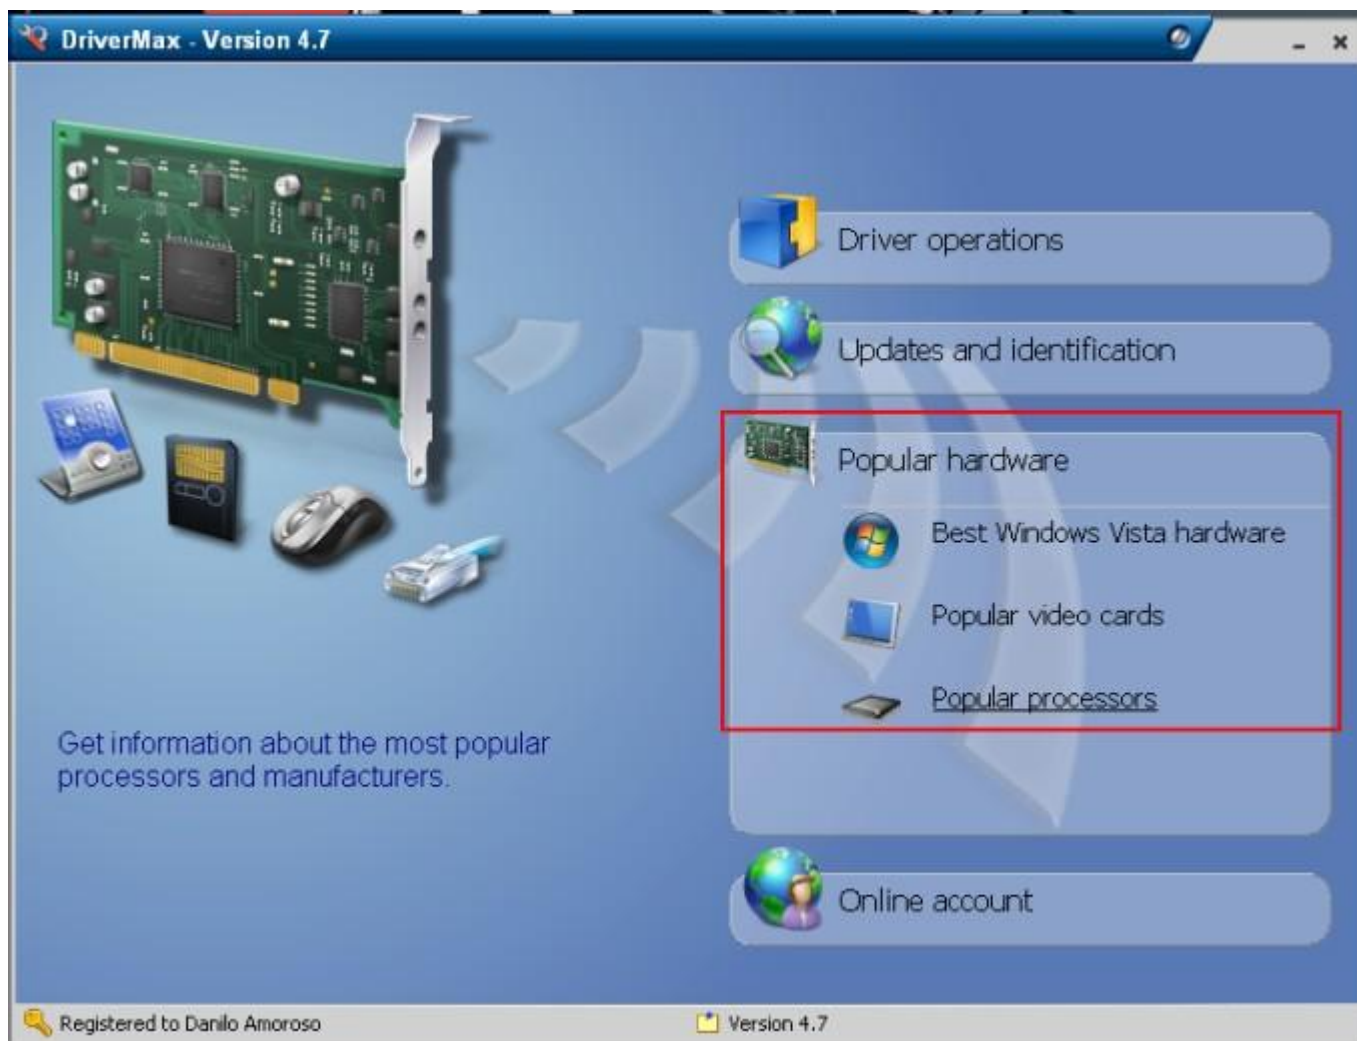 DriverMax - Version 4.7
Driver operations
Updates and identification
Popular hardware
Best Windows Vista hardware
Popular video cards
Popular processors
Get information about the most popular
processors and manufacturers.
Online account
Registered to Danilo Amoroso
Version 4.7